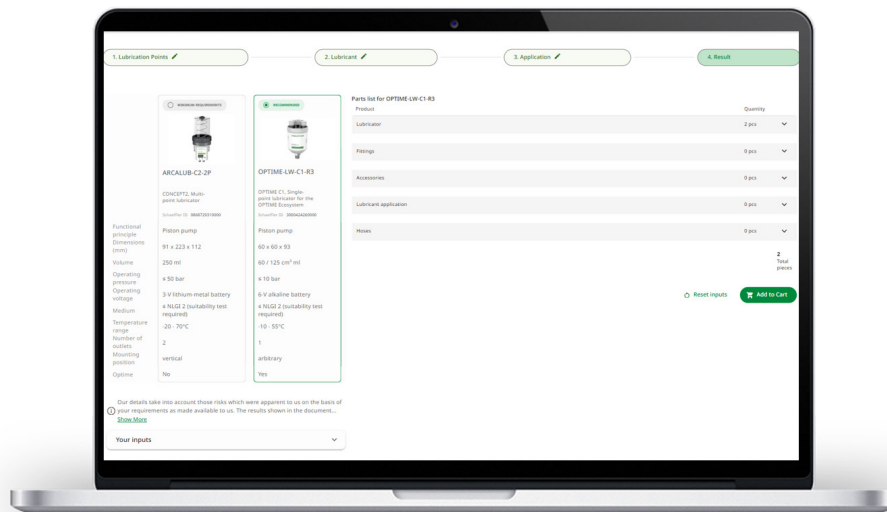 1. Lubrication Points
2. Lubricant
3. Application
4. Result
MINIMUM REQUIREMENTS
RECOMMENDED
ARCALUB-C2-2P
OPTIME-LW-C1-R3
CONCEPT2, Multi-
point lubricator
OPTIME C1, Single-
point lubricator for the
OPTIME Ecosystem
Functional
principle
Piston pump
Piston pump
Dimensions
(mm)
91 x 223 x 112
60 x 60 x 93
Volume
250 ml
60 / 125 cm³ ml
Operating
pressure
≤ 50 bar
≤ 10 bar
Operating
voltage
3-V lithium-metal battery
6-V alkaline battery
Medium
≤ NLGI 2 (suitability test
required)
≤ NLGI 2 (suitability test
required)
Temperature
range
-20 - 70°C
-10 - 55°C
Number of
outlets
2
1
Mounting
position
vertical
arbitrary
Optime
No
Yes
Our details take into account those risks which were apparent to us on the basis of
your requirements as made available to us. The results shown in the document...
Show More
Your inputs
Parts list for OPTIME-LW-C1-R3
Product
Quantity
Lubricator
2 pcs
Fittings
0 pcs
Accessories
0 pcs
Lubricant application
0 pcs
Hoses
0 pcs
2
Total
pieces
Reset inputs
Add to Cart